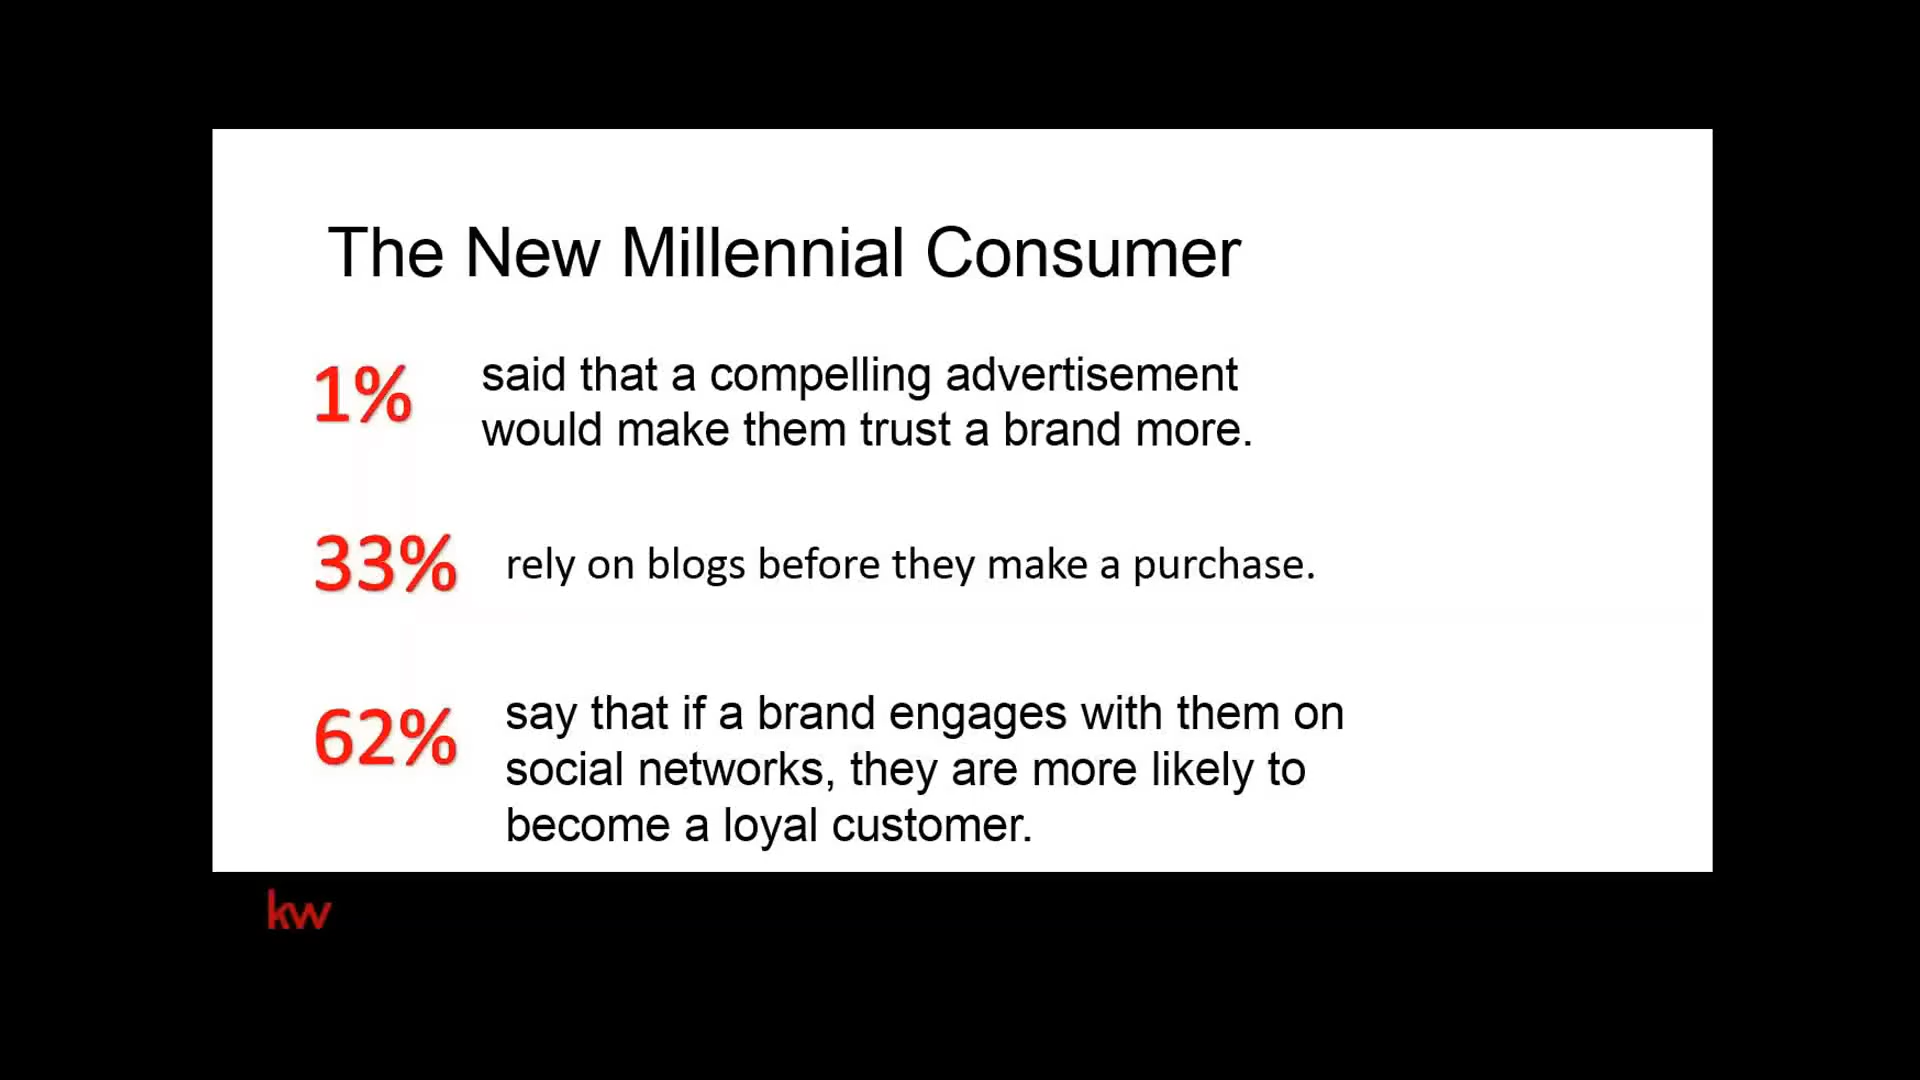 The New Millennial Consumer
1% said that a compelling advertisement
would make them trust a brand more.
33% rely on blogs before they make a purchase.
62% say that if a brand engages with them on
social networks, they are more likely to
become a loyal customer.
kw